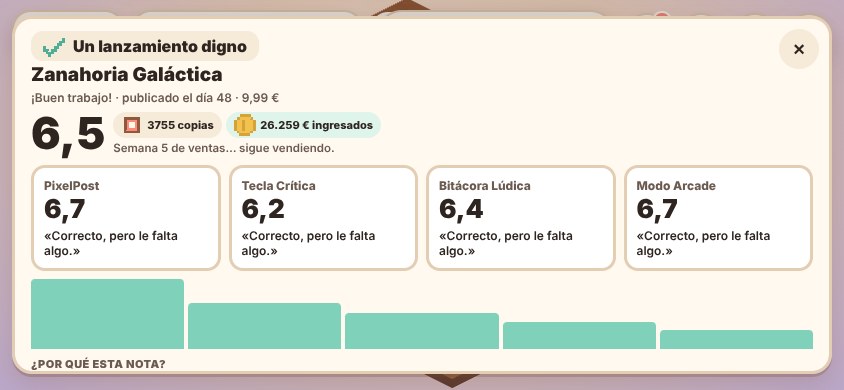 Un lanzamiento digno
×
Zanahoria Galáctica
¡Buen trabajo! · publicado el día 48 · 9,99 €
6,5
3755 copias
26.259 € ingresados
Semana 5 de ventas... sigue vendiendo.
PixelPost
6,7
«Correcto, pero le falta
algo.»
Tecla Crítica
6,2
«Correcto, pero le falta
algo.»
Bitácora Lúdica
6,4
«Correcto, pero le falta
algo.»
Modo Arcade
6,7
«Correcto, pero le falta
algo.»
¿POR QUÉ ESTA NOTA?